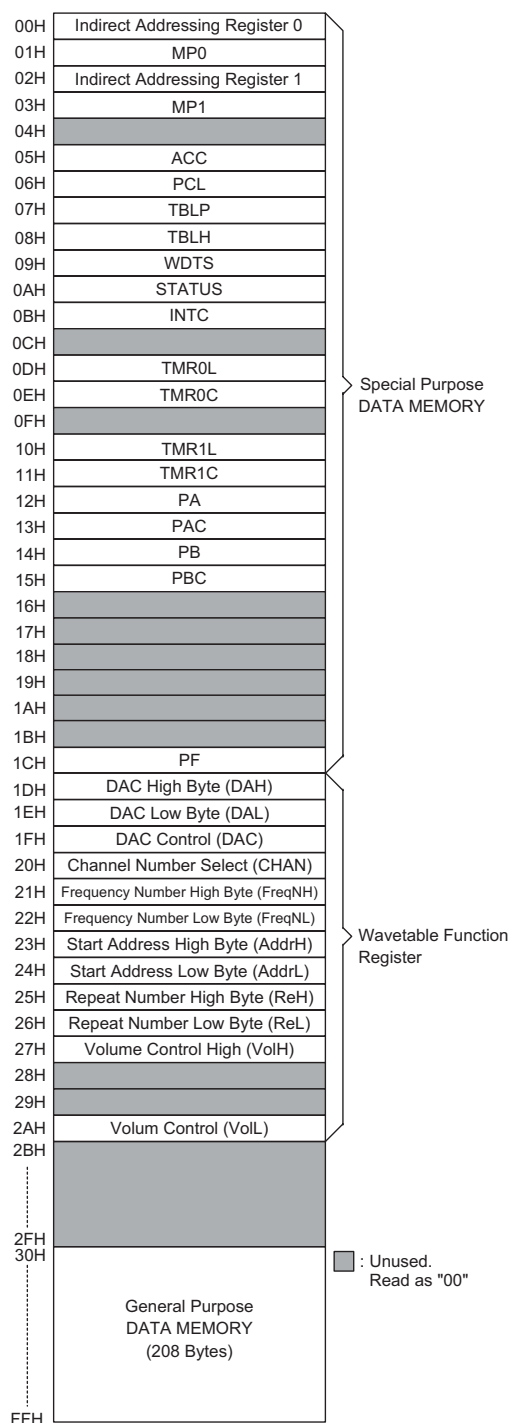 00H Indirect Addressing Register 0
01H MP0
02H Indirect Addressing Register 1
03H MP1
04H
05H ACC
06H PCL
07H TBLP
08H TBLH
09H WDTS
0AH STATUS
0BH INTC
0CH
0DH TMR0L
0EH TMR0C
0FH
10H TMR1L
11H TMR1C
12H PA
13H PAC
14H PB
15H PBC
16H
17H
18H
19H
1AH
1BH
1CH PF
Special Purpose
DATA MEMORY
1DH DAC High Byte (DAH)
1EH DAC Low Byte (DAL)
1FH DAC Control (DAC)
20H Channel Number Select (CHAN)
21H Frequency Number High Byte (FreqNH)
22H Frequency Number Low Byte (FreqNL)
23H Start Address High Byte (AddrH)
24H Start Address Low Byte (AddrL)
25H Repeat Number High Byte (ReH)
26H Repeat Number Low Byte (ReL)
27H Volume Control High (VolH)
28H
29H
2AH Volum Control (VolL)
Wavetable Function
Register
2BH
2FH
30H
General Purpose
DATA MEMORY
(208 Bytes)
FFH
: Unused.
Read as "00"